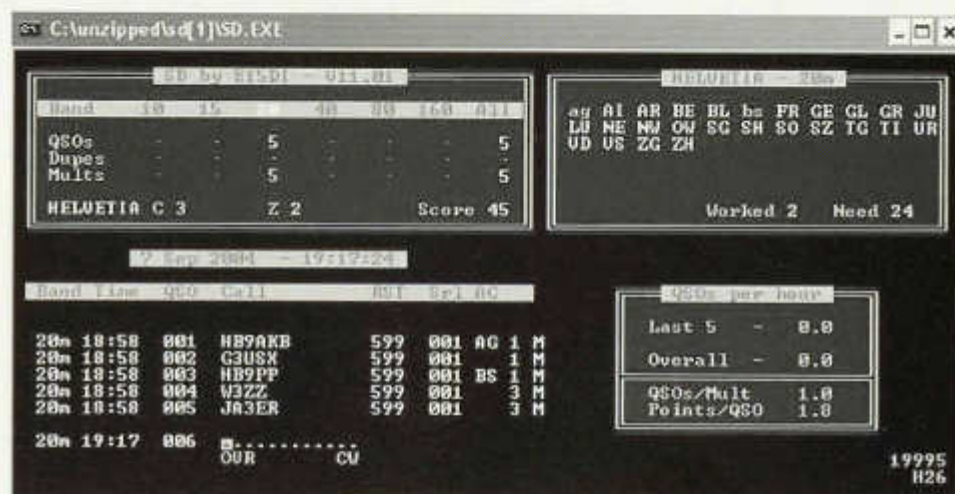 C:\unzipped\sd[1]\SD.EXE
SD by EI5DI - V11.01
Band 10 15 40 80 160 All
QSOs - - 5 - - - 5
Dupes - - - - - - -
Mults - - 5 - - - 5
HELVETIA C 3 Z 2 Score 45
HELVETIA - 20m
ag AI AR BE BL bs FR GE GL GR JU
LU NE NW OW SG SH SO SZ TG TI UR
VD VS ZG ZH
Worked 2 Need 24
7 Sep 2004 - 19:17:24
Band Time QSO Call RST Srl AC
20m 18:58 001 HB9AKB 599 001 AG 1 M
20m 18:58 002 G3USX 599 001 1 M
20m 18:58 003 HB9PP 599 001 BS 1 M
20m 18:58 004 W3ZZ 599 001 3 M
20m 18:58 005 JA3ER 599 001 3 M
20m 19:17 006
OVR CW
QSOs per hour
Last 5 - 0.0
Overall - 0.0
QSOs/Mult 1.0
Points/QSO 1.8
19995
H26